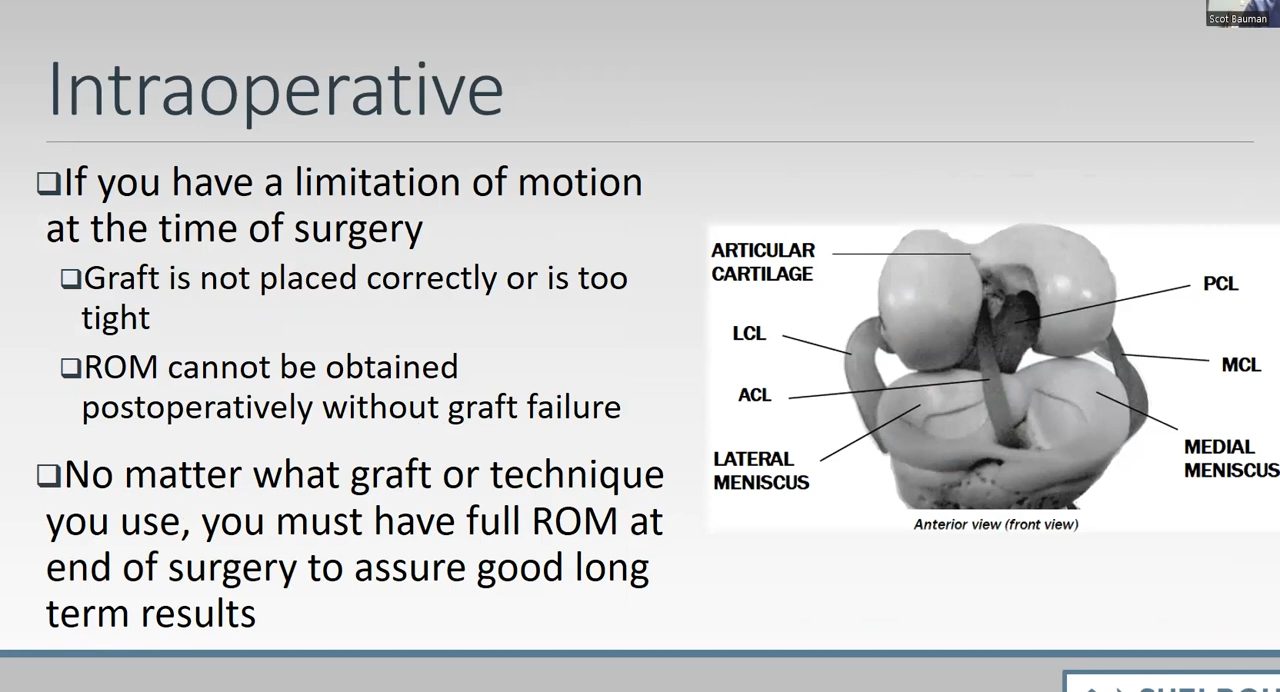 Scot Bauman
Intraoperative
If you have a limitation of motion
at the time of surgery
Graft is not placed correctly or is too
tight
ROM cannot be obtained
postoperatively without graft failure
No matter what graft or technique
you use, you must have full ROM at
end of surgery to assure good long
term results
ARTICULAR
CARTILAGE
LCL
ACL
LATERAL
MENISCUS
PCL
MCL
MEDIAL
MENISCUS
Anterior view (front view)